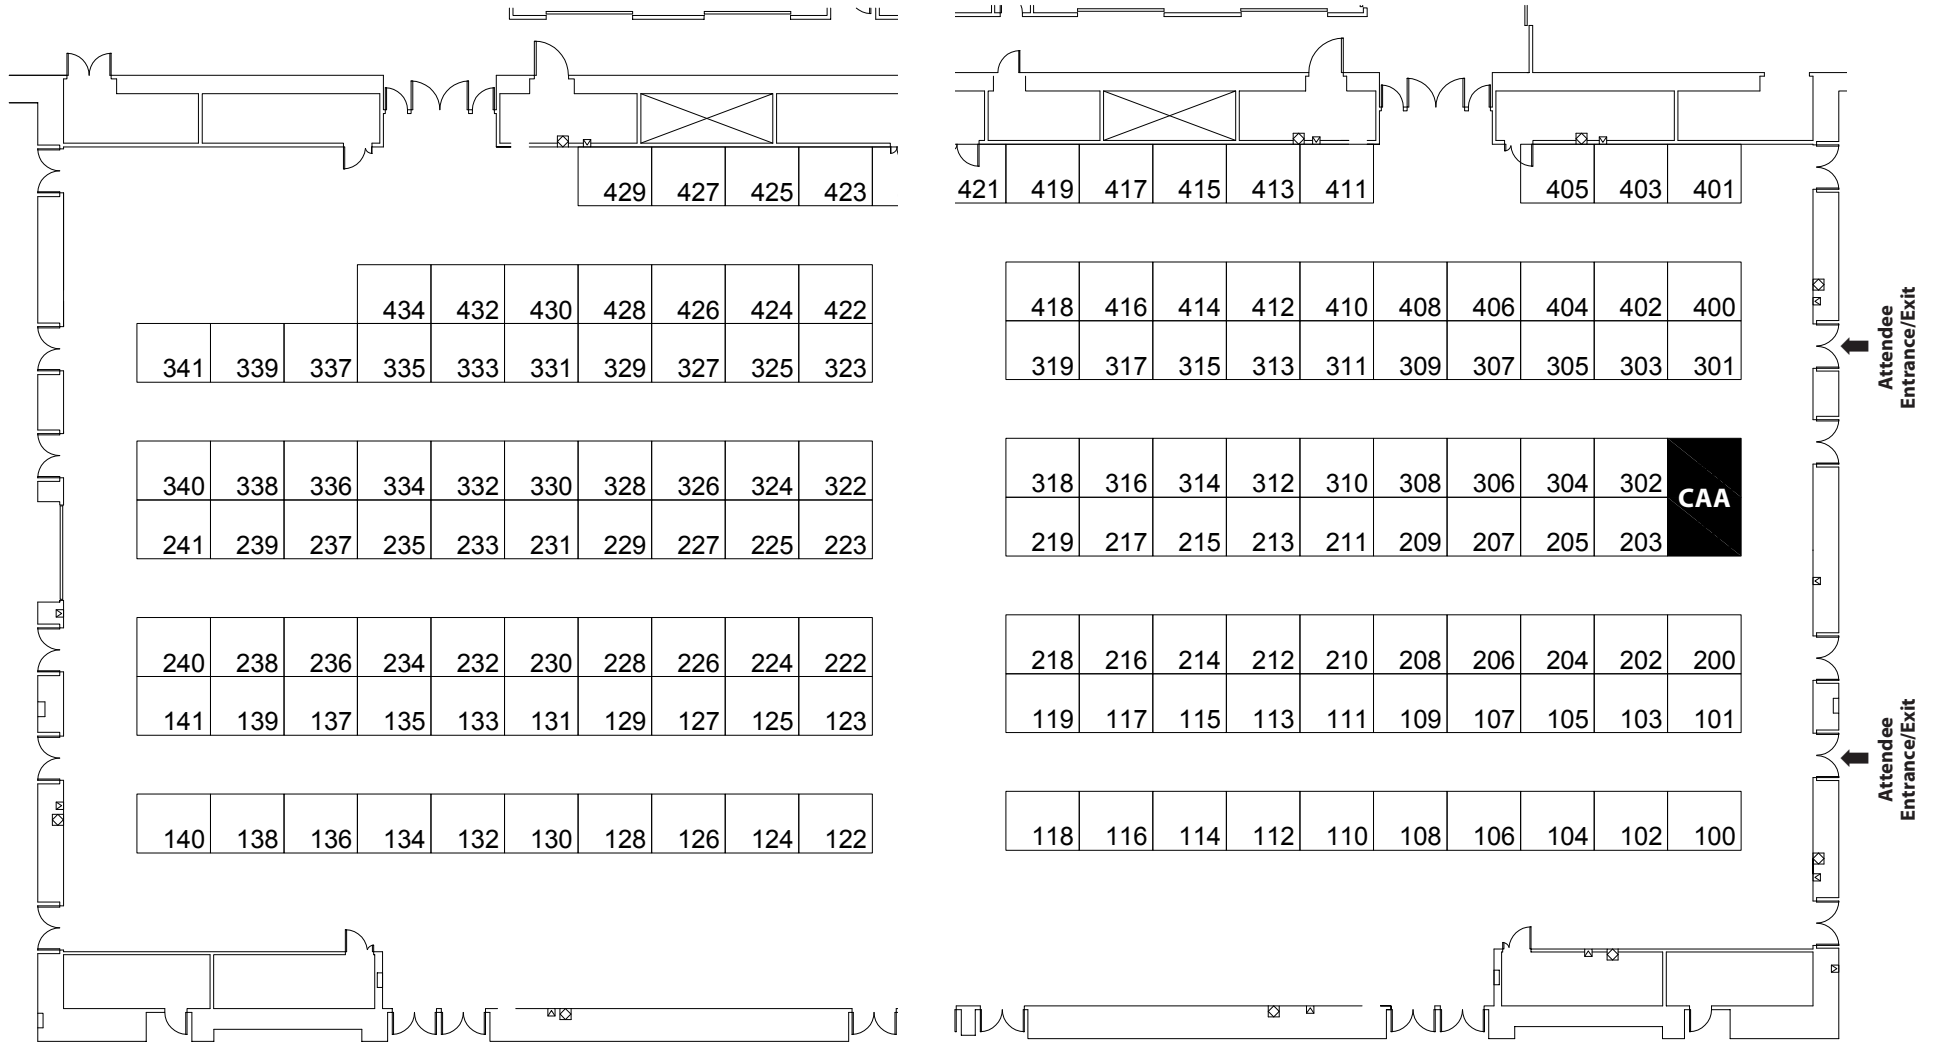 429 427 425 423 421 419 417 415 413 411 405 403 401
434 432 430 428 426 424 422 418 416 414 412 410 408 406 404 402 400
341 339 337 335 333 331 329 327 325 323 319 317 315 313 311 309 307 305 303 301
Attendee
Entrance/Exit
340 338 336 334 332 330 328 326 324 322 318 316 314 312 310 308 306 304 302
CAA
241 239 237 235 233 231 229 227 225 223 219 217 215 213 211 209 207 205 203
240 238 236 234 232 230 228 226 224 222 218 216 214 212 210 208 206 204 202 200
141 139 137 135 133 131 129 127 125 123 119 117 115 113 111 109 107 105 103 101
Attendee
Entrance/Exit
140 138 136 134 132 130 128 126 124 122 118 116 114 112 110 108 106 104 102 100